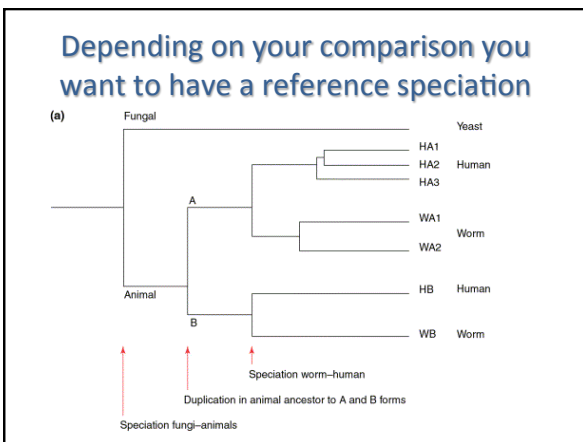 Depending on your comparison you
want to have a reference speciation
(a)
Fungal
Yeast
HA1
HA2 Human
HA3
A
WA1
Worm
WA2
Animal
HB Human
B
WB Worm
Speciation worm–human
Duplication in animal ancestor to A and B forms
Speciation fungi–animals